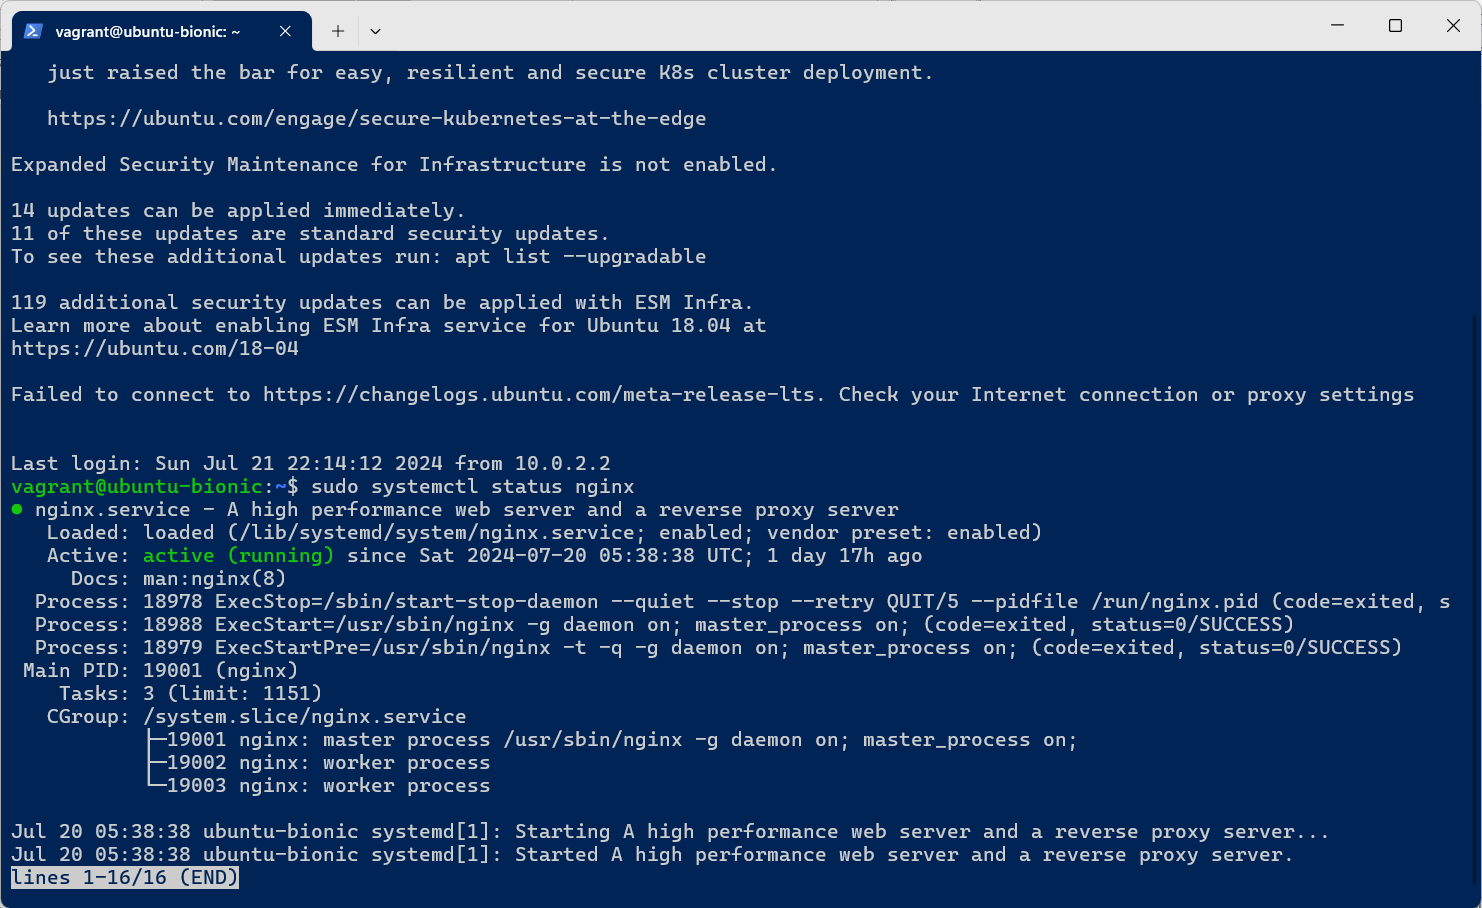 vagrant@ubuntu-bionic: ~
just raised the bar for easy, resilient and secure K8s cluster deployment.
https://ubuntu.com/engage/secure-kubernetes-at-the-edge
Expanded Security Maintenance for Infrastructure is not enabled.
14 updates can be applied immediately.
11 of these updates are standard security updates.
To see these additional updates run: apt list --upgradable
119 additional security updates can be applied with ESM Infra.
Learn more about enabling ESM Infra service for Ubuntu 18.04 at
https://ubuntu.com/18-04
Failed to connect to https://changelogs.ubuntu.com/meta-release-lts. Check your Internet connection or proxy settings
Last login: Sun Jul 21 22:14:12 2024 from 10.0.2.2
vagrant@ubuntu-bionic:~$ sudo systemctl status nginx
● nginx.service - A high performance web server and a reverse proxy server
Loaded: loaded (/lib/systemd/system/nginx.service; enabled; vendor preset: enabled)
Active: active (running) since Sat 2024-07-20 05:38:38 UTC; 1 day 17h ago
Docs: man:nginx(8)
Process: 18978 ExecStop=/sbin/start-stop-daemon --quiet --stop --retry QUIT/5 --pidfile /run/nginx.pid (code=exited, s
Process: 18988 ExecStart=/usr/sbin/nginx -g daemon on; master_process on; (code=exited, status=0/SUCCESS)
Process: 18979 ExecStartPre=/usr/sbin/nginx -t -q -g daemon on; master_process on; (code=exited, status=0/SUCCESS)
Main PID: 19001 (nginx)
Tasks: 3 (limit: 1151)
CGroup: /system.slice/nginx.service
├─19001 nginx: master process /usr/sbin/nginx -g daemon on; master_process on;
├─19002 nginx: worker process
└─19003 nginx: worker process
Jul 20 05:38:38 ubuntu-bionic systemd[1]: Starting A high performance web server and a reverse proxy server...
Jul 20 05:38:38 ubuntu-bionic systemd[1]: Started A high performance web server and a reverse proxy server.
lines 1-16/16 (END)